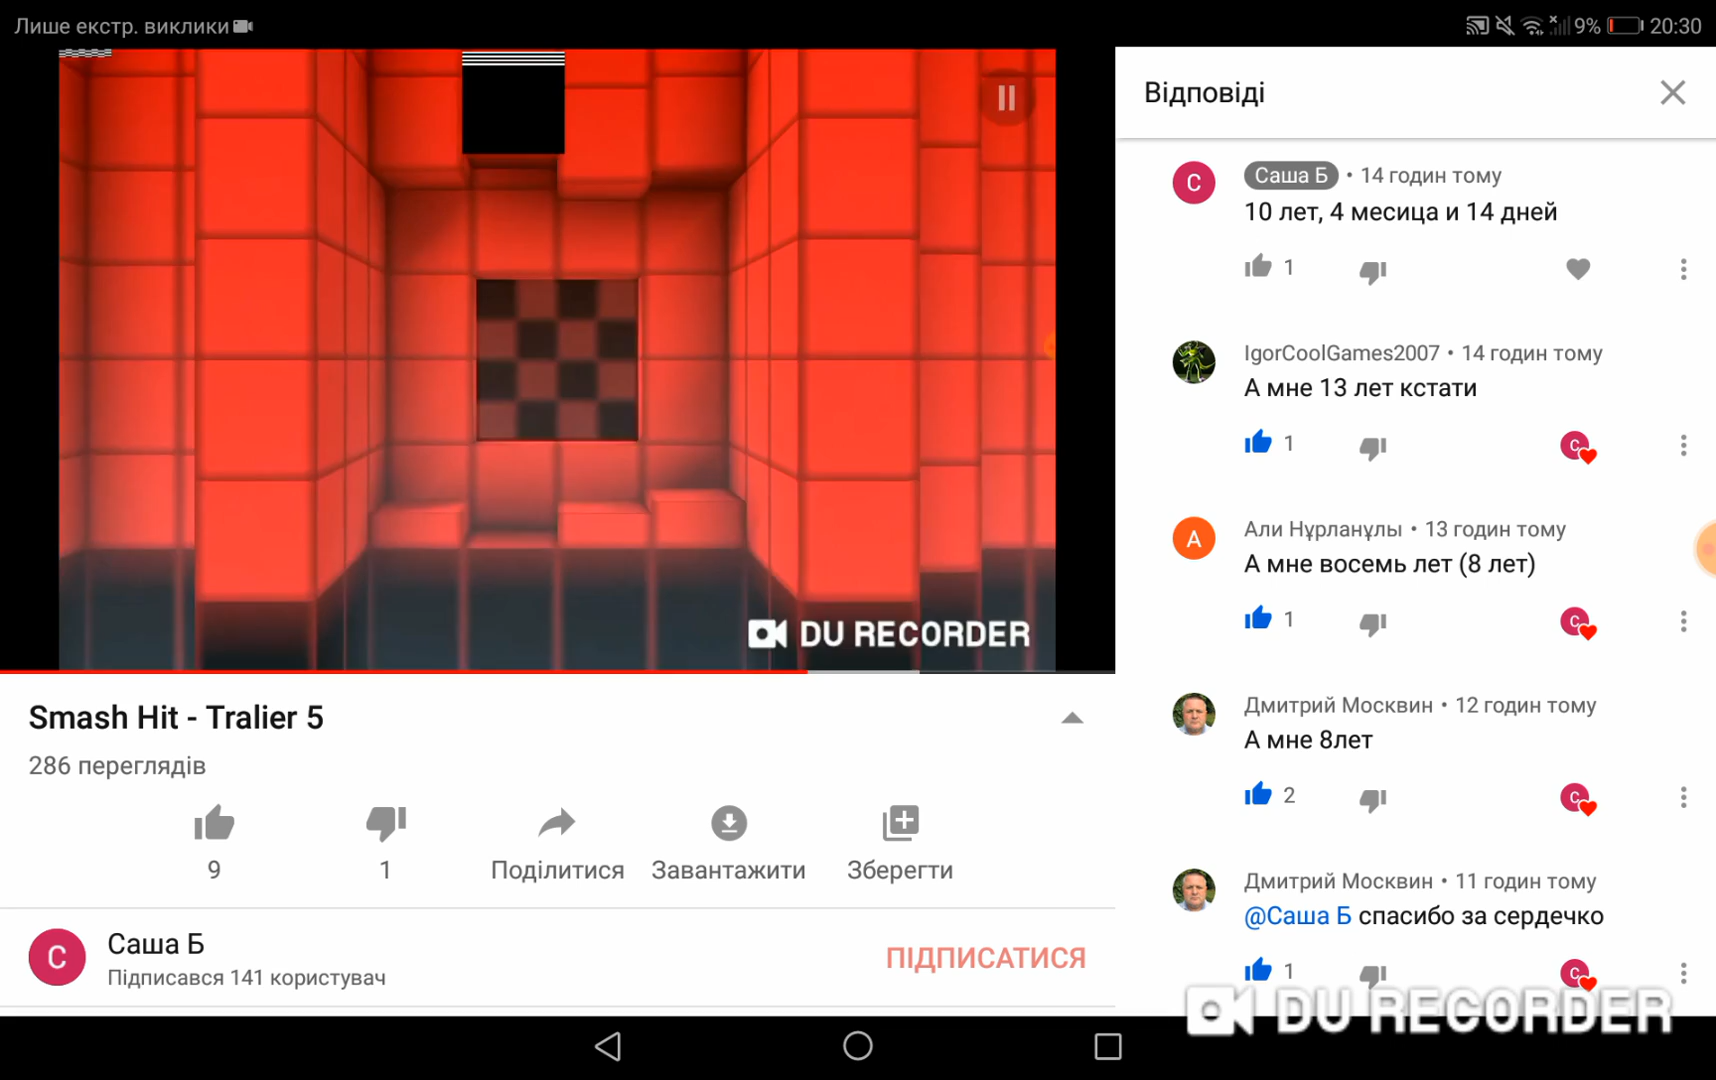 Лише екстр. виклики
9%
20:30
DU RECORDER
Smash Hit - Tralier 5
286 переглядів
9
1
Поділитися
Завантажити
Зберегти
С
Саша Б
Підписався 141 користувач
ПІДПИСАТИСЯ
Відповіді
С
Саша Б • 14 годин тому
10 лет, 4 месица и 14 дней
1
IgorCoolGames2007 • 14 годин тому
А мне 13 лет кстати
1
С
А
Али Нұрланұлы • 13 годин тому
А мне восемь лет (8 лет)
1
С
Дмитрий Москвин • 12 годин тому
А мне 8лет
2
С
Дмитрий Москвин • 11 годин тому
@Саша Б спасибо за сердечко
1
С
DU RECORDER